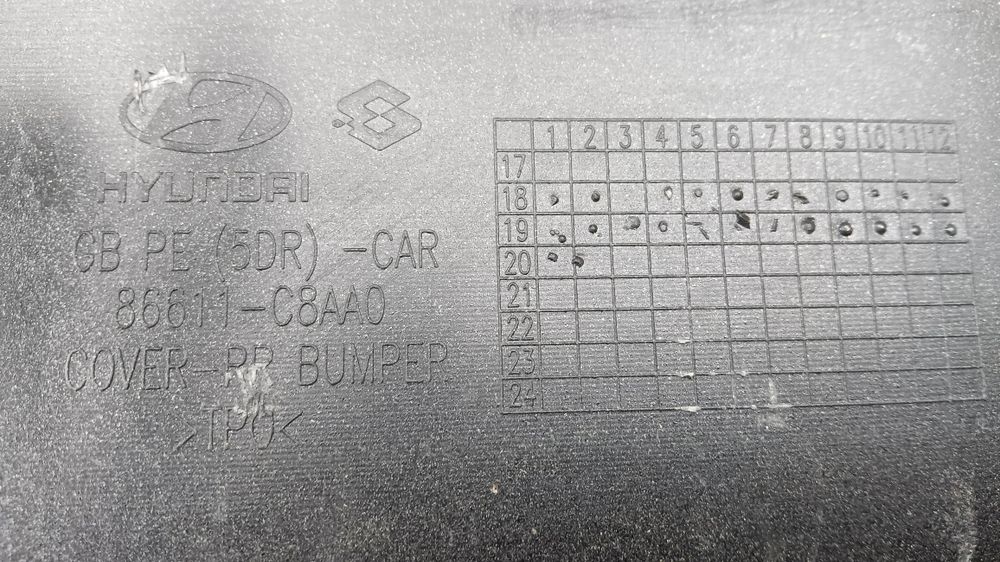 HYUNDAI
GB PE (5DR) -CAR
86611-C8AA0
COVER-RR BUMPER
>TPO<
1 2 3 4 5 6 7 8 9 10 11 12
17
18
19
20
21
22
23
24